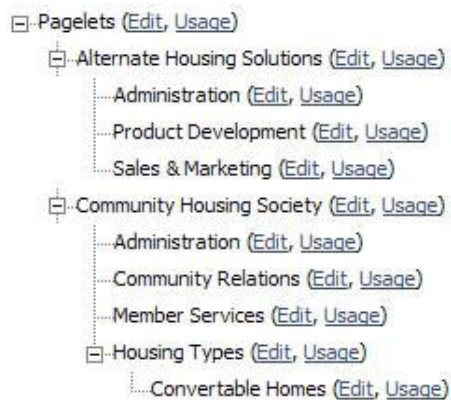 Pagelets (Edit, Usage)
Alternate Housing Solutions (Edit, Usage)
Administration (Edit, Usage)
Product Development (Edit, Usage)
Sales & Marketing (Edit, Usage)
Community Housing Society (Edit, Usage)
Administration (Edit, Usage)
Community Relations (Edit, Usage)
Member Services (Edit, Usage)
Housing Types (Edit, Usage)
Convertable Homes (Edit, Usage)